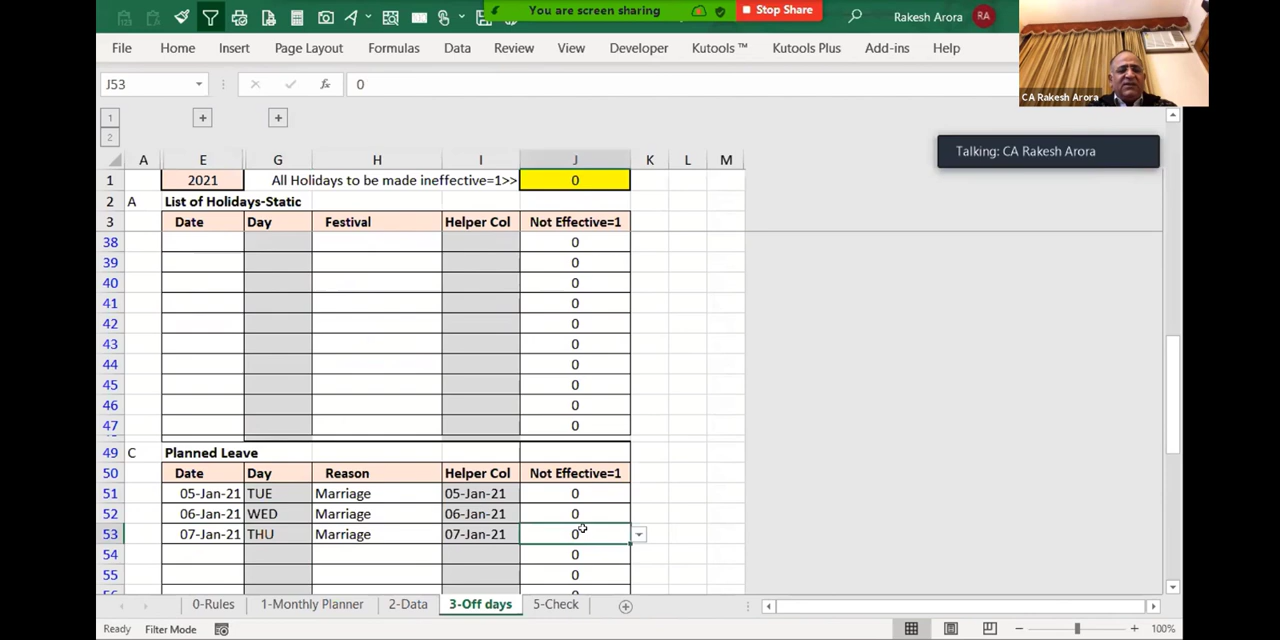 You are screen sharing
Stop Share
Rakesh Arora RA
File Home Insert Page Layout Formulas Data Review View Developer Kutools ™ Kutools Plus Add-ins Help
CA Rakesh Arora
J53 fx 0
1
2
Talking: CA Rakesh Arora
A E G H I J K L M
1 2021 All Holidays to be made ineffective=1>> 0
2 A List of Holidays-Static
3 Date Day Festival Helper Col Not Effective=1
38 0
39 0
40 0
41 0
42 0
43 0
44 0
45 0
46 0
47 0
49 C Planned Leave
50 Date Day Reason Helper Col Not Effective=1
51 05-Jan-21 TUE Marriage 05-Jan-21 0
52 06-Jan-21 WED Marriage 06-Jan-21 0
53 07-Jan-21 THU Marriage 07-Jan-21 0
54 0
55 0
0-Rules 1-Monthly Planner 2-Data 3-Off days 5-Check
Ready Filter Mode 100%